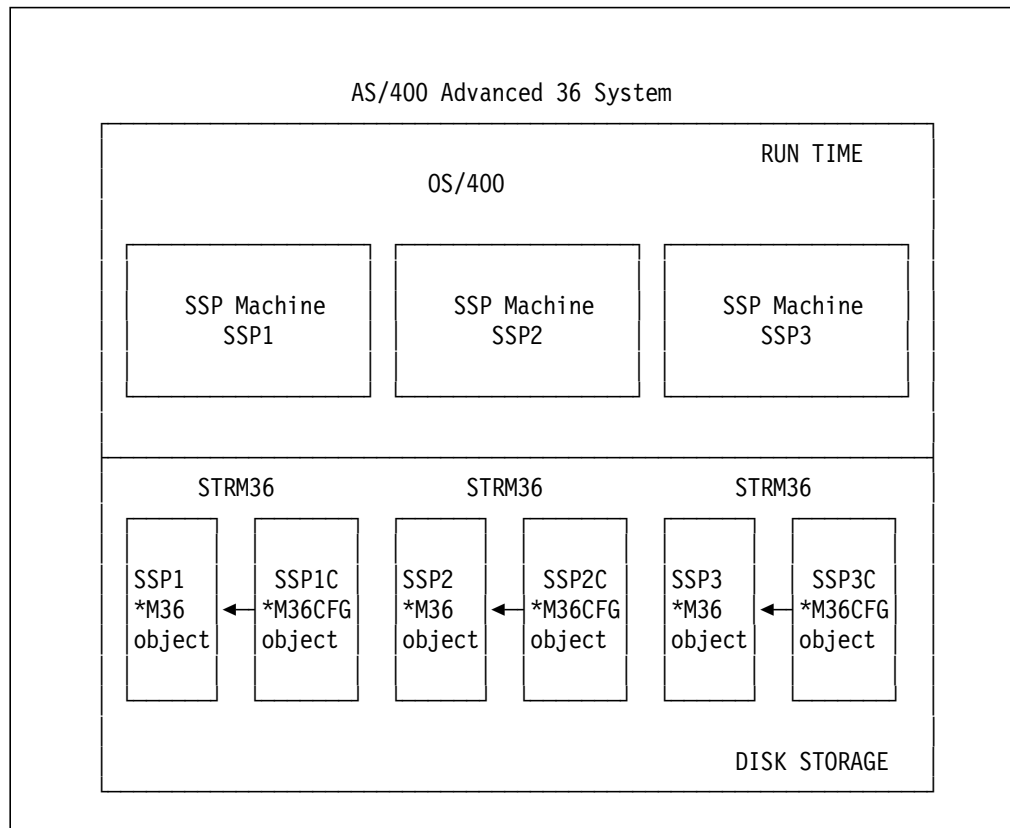 AS/400 Advanced 36 System
RUN TIME
OS/400
SSP Machine SSP Machine SSP Machine
SSP1 SSP2 SSP3
STRM36 STRM36 STRM36
SSP1 SSP1C SSP2 SSP2C SSP3 SSP3C
*M36 *M36CFG *M36 *M36CFG *M36 *M36CFG
object object object object object object
DISK STORAGE